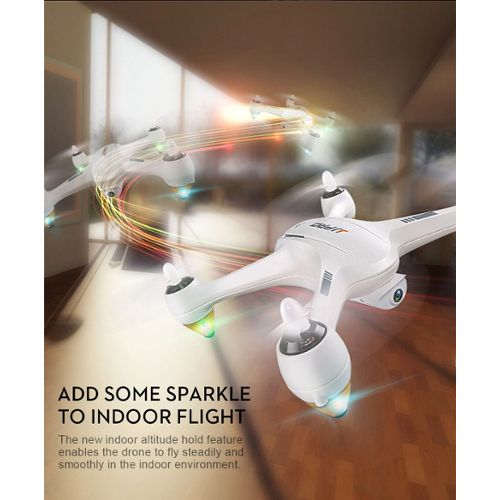 JJPRO
ADD SOME SPARKLE
TO INDOOR FLIGHT
The new indoor altitude hold feature
enables the drone to fly steadily and
smoothly in the indoor environment.